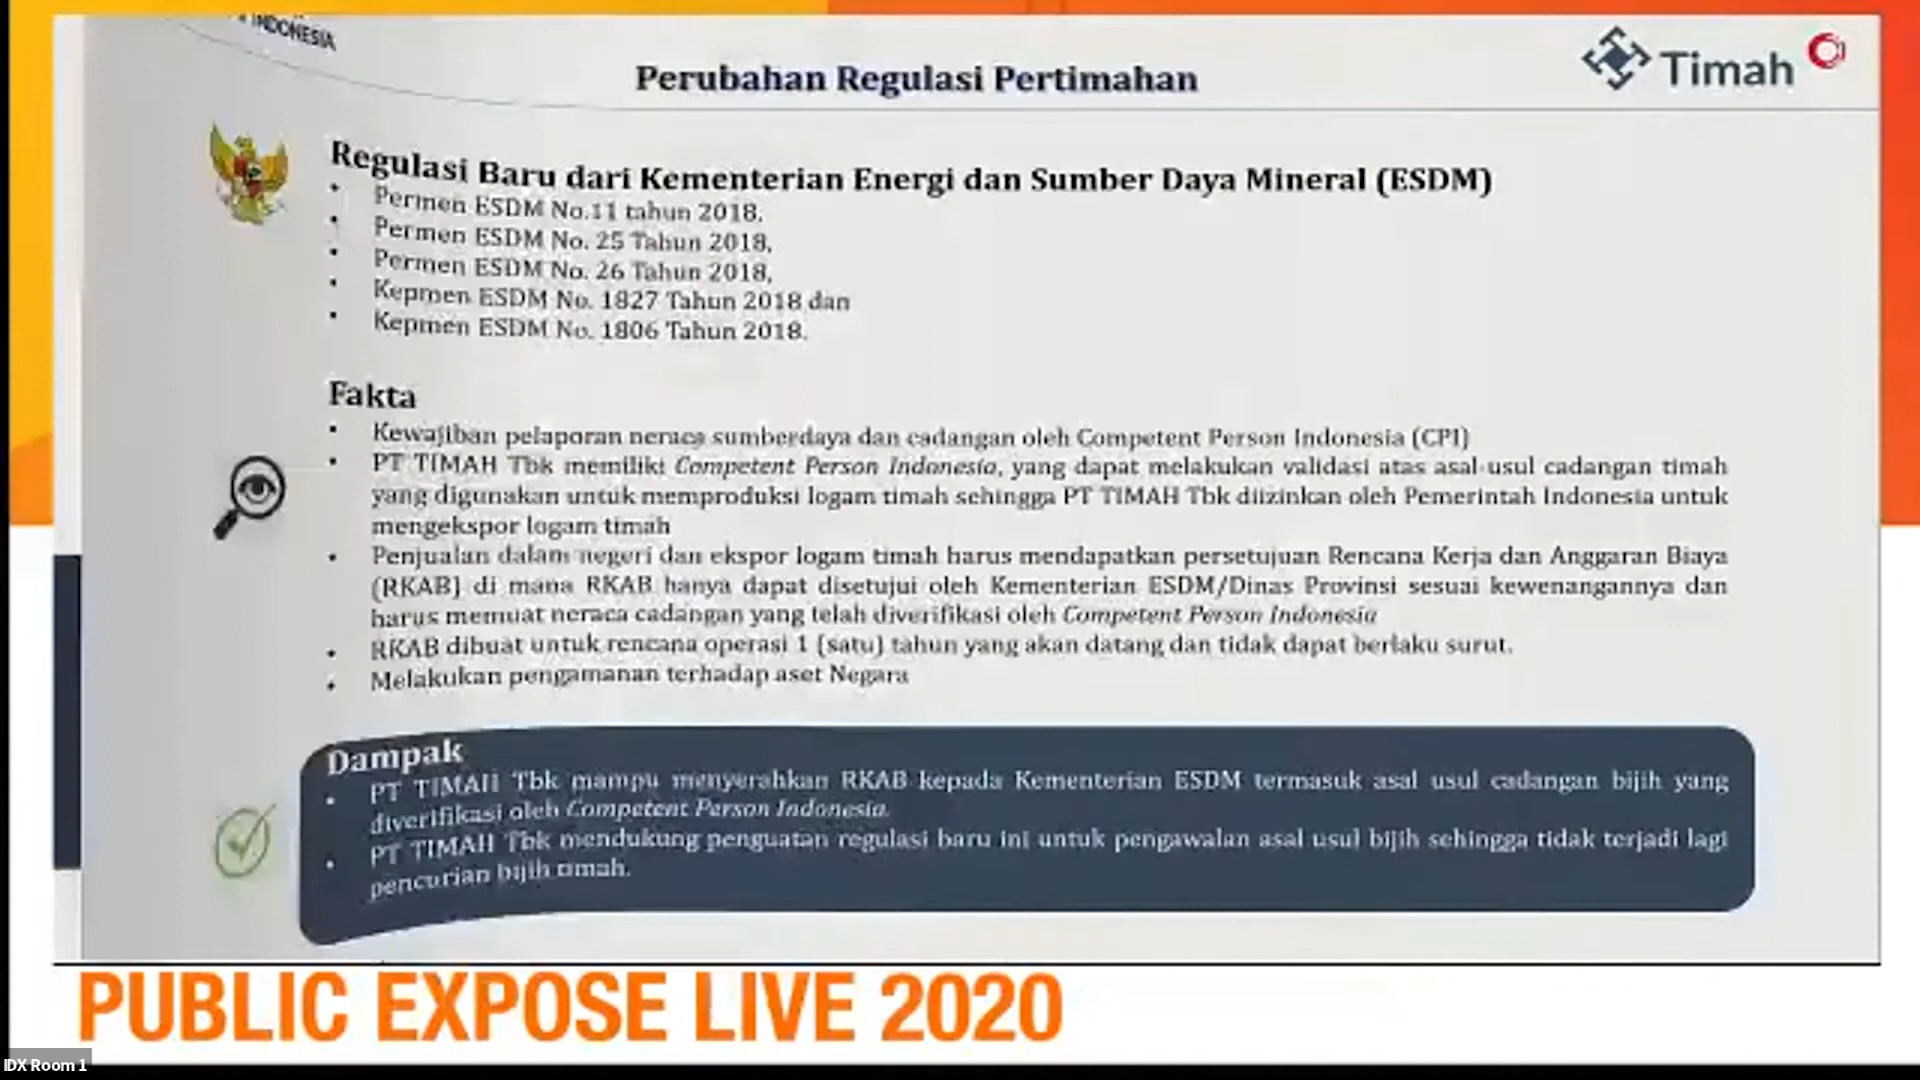 INDONESIA
Timah
Perubahan Regulasi Pertimahan
Regulasi Baru dari Kementerian Energi dan Sumber Daya Mineral (ESDM)
• Permen ESDM No.11 tahun 2018,
• Permen ESDM No. 25 Tahun 2018,
• Permen ESDM No. 26 Tahun 2018,
• Kepmen ESDM No. 1827 Tahun 2018 dan
• Kepmen ESDM No. 1806 Tahun 2018.
Fakta
• Kewajiban pelaporan neraca sumberdaya dan cadangan oleh Competent Person Indonesia (CPI)
• PT TIMAH Tbk memiliki Competent Person Indonesia, yang dapat melakukan validasi atas asal-usul cadangan timah
yang digunakan untuk memproduksi logam timah sehingga PT TIMAH Tbk diizinkan oleh Pemerintah Indonesia untuk
mengekspor logam timah
• Penjualan dalam negeri dan ekspor logam timah harus mendapatkan persetujuan Rencana Kerja dan Anggaran Biaya
(RKAB) di mana RKAB hanya dapat disetujui oleh Kementerian ESDM/Dinas Provinsi sesuai kewenangannya dan
harus memuat neraca cadangan yang telah diverifikasi oleh Competent Person Indonesia
• RKAB dibuat untuk rencana operasi 1 (satu) tahun yang akan datang dan tidak dapat berlaku surut.
• Melakukan pengamanan terhadap aset Negara
Dampak
• PT TIMAH Tbk mampu menyerahkan RKAB kepada Kementerian ESDM termasuk asal usul cadangan bijih yang
diverifikasi oleh Competent Person Indonesia.
• PT TIMAH Tbk mendukung penguatan regulasi baru ini untuk pengawalan asal usul bijih sehingga tidak terjadi lagi
pencurian bijih timah.
PUBLIC EXPOSE LIVE 2020
IDX Room 1